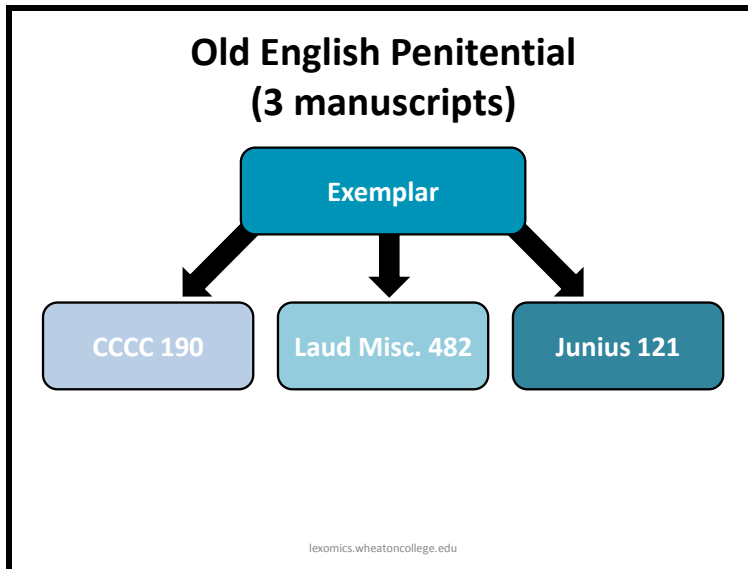 Old English Penitential
(3 manuscripts)
Exemplar
CCCC 190
Laud Misc. 482
Junius 121
lexomics.wheatoncollege.edu